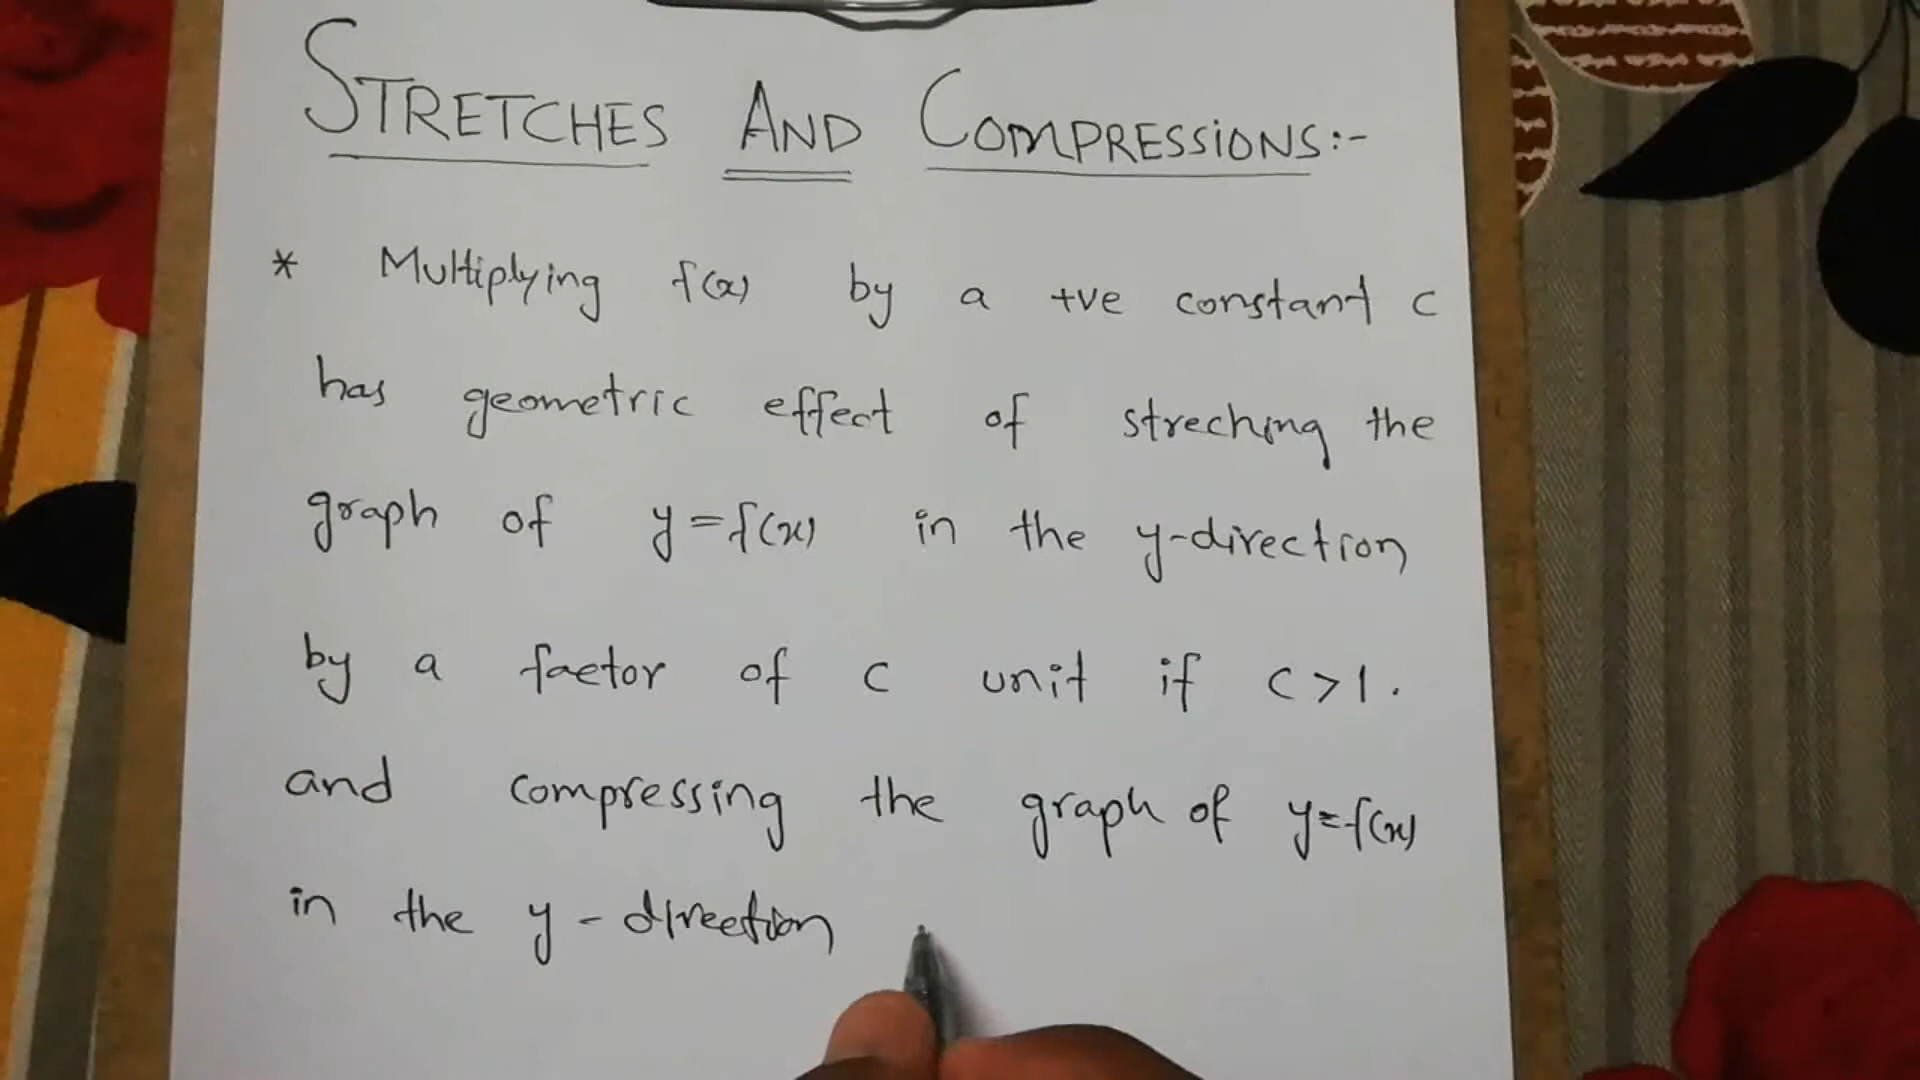 STRETCHES AND COMPRESSIONS:-
* Multiplying f(x) by a +ve constant c
has geometric effect of streching the
graph of y=f(x) in the y-direction
by a factor of c unit if c>1.
and compressing the graph of y=f(x)
in the y-direction